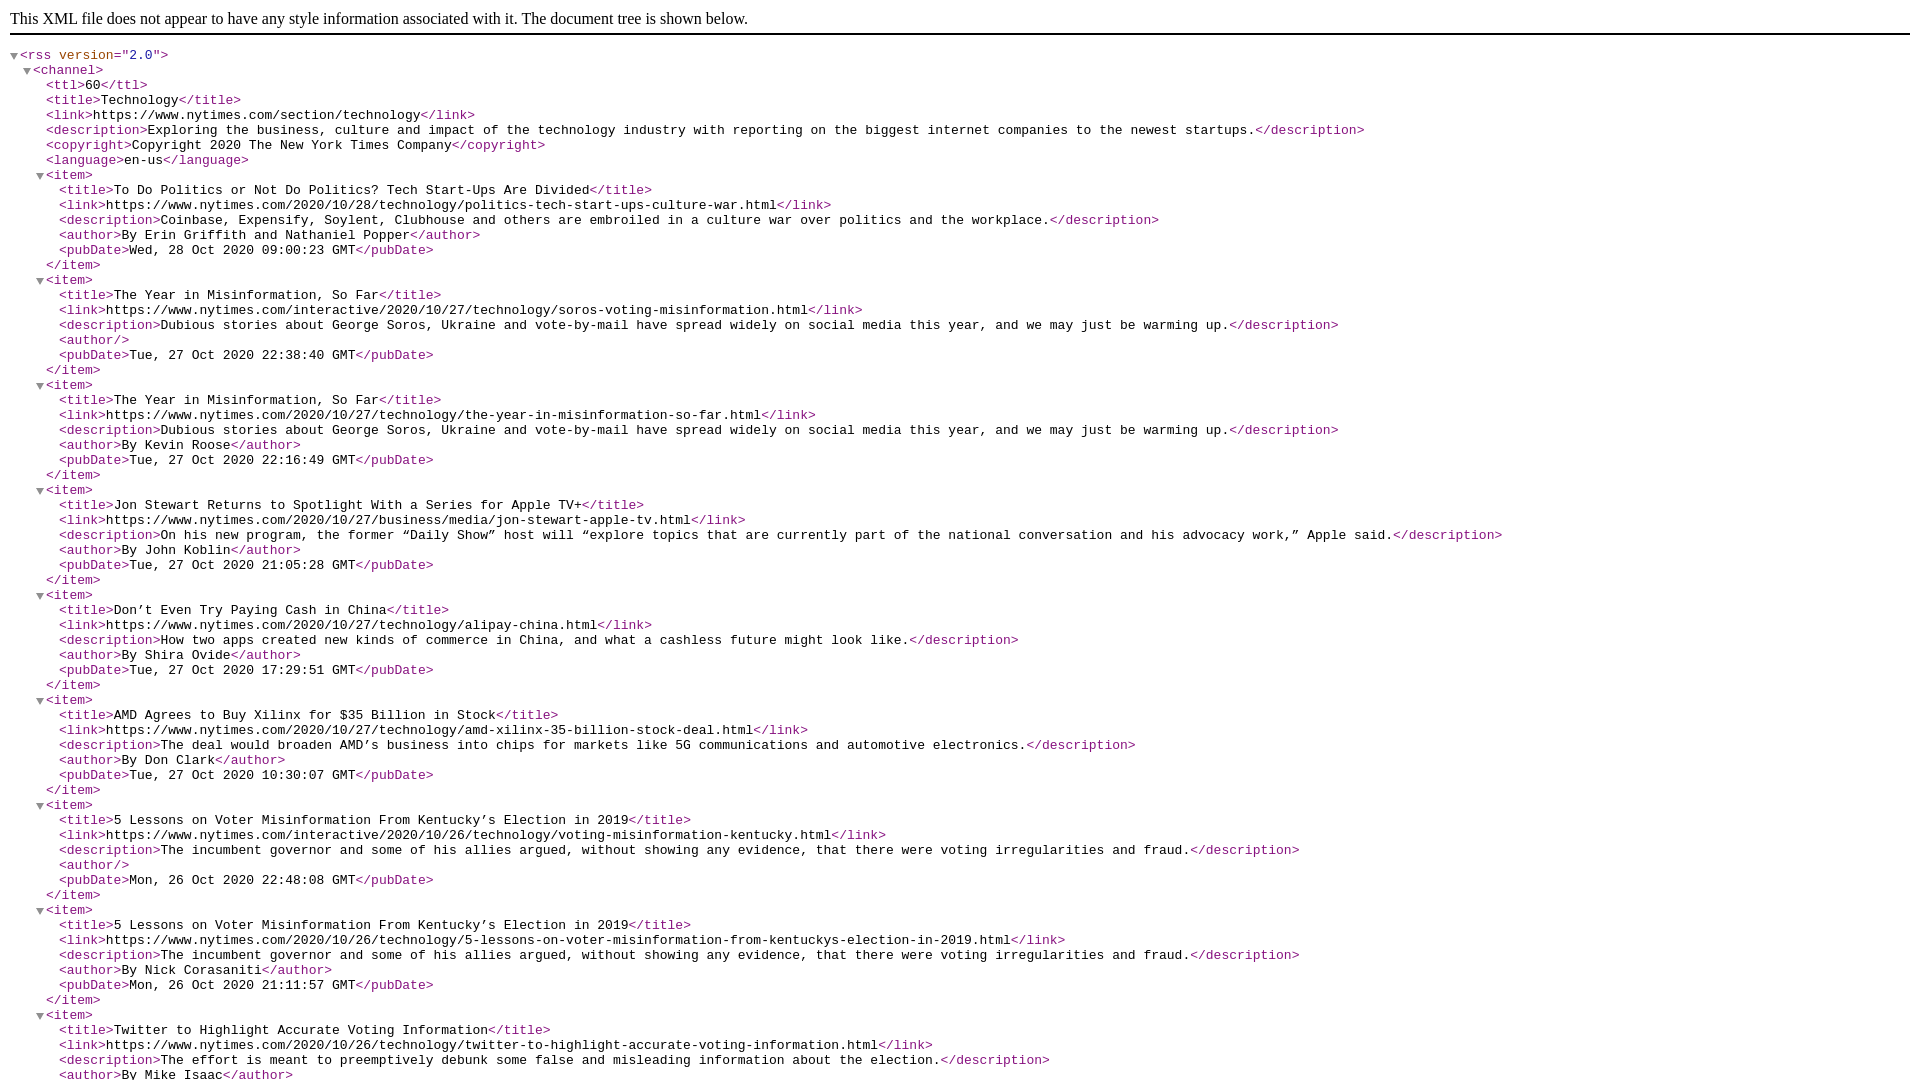 This XML file does not appear to have any style information associated with it. The document tree is shown below.
<rss version="2.0">
<channel>
<ttl>60</ttl>
<title>Technology</title>
<link>https://www.nytimes.com/section/technology</link>
<description>Exploring the business, culture and impact of the technology industry with reporting on the biggest internet companies to the newest startups.</description>
<copyright>Copyright 2020 The New York Times Company</copyright>
<language>en-us</language>
<item>
<title>To Do Politics or Not Do Politics? Tech Start-Ups Are Divided</title>
<link>https://www.nytimes.com/2020/10/28/technology/politics-tech-start-ups-culture-war.html</link>
<description>Coinbase, Expensify, Soylent, Clubhouse and others are embroiled in a culture war over politics and the workplace.</description>
<author>By Erin Griffith and Nathaniel Popper</author>
<pubDate>Wed, 28 Oct 2020 09:00:23 GMT</pubDate>
</item>
<item>
<title>The Year in Misinformation, So Far</title>
<link>https://www.nytimes.com/interactive/2020/10/27/technology/soros-voting-misinformation.html</link>
<description>Dubious stories about George Soros, Ukraine and vote-by-mail have spread widely on social media this year, and we may just be warming up.</description>
<author/>
<pubDate>Tue, 27 Oct 2020 22:38:40 GMT</pubDate>
</item>
<item>
<title>The Year in Misinformation, So Far</title>
<link>https://www.nytimes.com/2020/10/27/technology/the-year-in-misinformation-so-far.html</link>
<description>Dubious stories about George Soros, Ukraine and vote-by-mail have spread widely on social media this year, and we may just be warming up.</description>
<author>By Kevin Roose</author>
<pubDate>Tue, 27 Oct 2020 22:16:49 GMT</pubDate>
</item>
<item>
<title>Jon Stewart Returns to Spotlight With a Series for Apple TV+</title>
<link>https://www.nytimes.com/2020/10/27/business/media/jon-stewart-apple-tv.html</link>
<description>On his new program, the former “Daily Show” host will “explore topics that are currently part of the national conversation and his advocacy work,” Apple said.</description>
<author>By John Koblin</author>
<pubDate>Tue, 27 Oct 2020 21:05:28 GMT</pubDate>
</item>
<item>
<title>Don’t Even Try Paying Cash in China</title>
<link>https://www.nytimes.com/2020/10/27/technology/alipay-china.html</link>
<description>How two apps created new kinds of commerce in China, and what a cashless future might look like.</description>
<author>By Shira Ovide</author>
<pubDate>Tue, 27 Oct 2020 17:29:51 GMT</pubDate>
</item>
<item>
<title>AMD Agrees to Buy Xilinx for $35 Billion in Stock</title>
<link>https://www.nytimes.com/2020/10/27/technology/amd-xilinx-35-billion-stock-deal.html</link>
<description>The deal would broaden AMD’s business into chips for markets like 5G communications and automotive electronics.</description>
<author>By Don Clark</author>
<pubDate>Tue, 27 Oct 2020 10:30:07 GMT</pubDate>
</item>
<item>
<title>5 Lessons on Voter Misinformation From Kentucky’s Election in 2019</title>
<link>https://www.nytimes.com/interactive/2020/10/26/technology/voting-misinformation-kentucky.html</link>
<description>The incumbent governor and some of his allies argued, without showing any evidence, that there were voting irregularities and fraud.</description>
<author/>
<pubDate>Mon, 26 Oct 2020 22:48:08 GMT</pubDate>
</item>
<item>
<title>5 Lessons on Voter Misinformation From Kentucky’s Election in 2019</title>
<link>https://www.nytimes.com/2020/10/26/technology/5-lessons-on-voter-misinformation-from-kentuckys-election-in-2019.html</link>
<description>The incumbent governor and some of his allies argued, without showing any evidence, that there were voting irregularities and fraud.</description>
<author>By Nick Corasaniti</author>
<pubDate>Mon, 26 Oct 2020 21:11:57 GMT</pubDate>
</item>
<item>
<title>Twitter to Highlight Accurate Voting Information</title>
<link>https://www.nytimes.com/2020/10/26/technology/twitter-to-highlight-accurate-voting-information.html</link>
<description>The effort is meant to preemptively debunk some false and misleading information about the election.</description>
<author>By Mike Isaac</author>